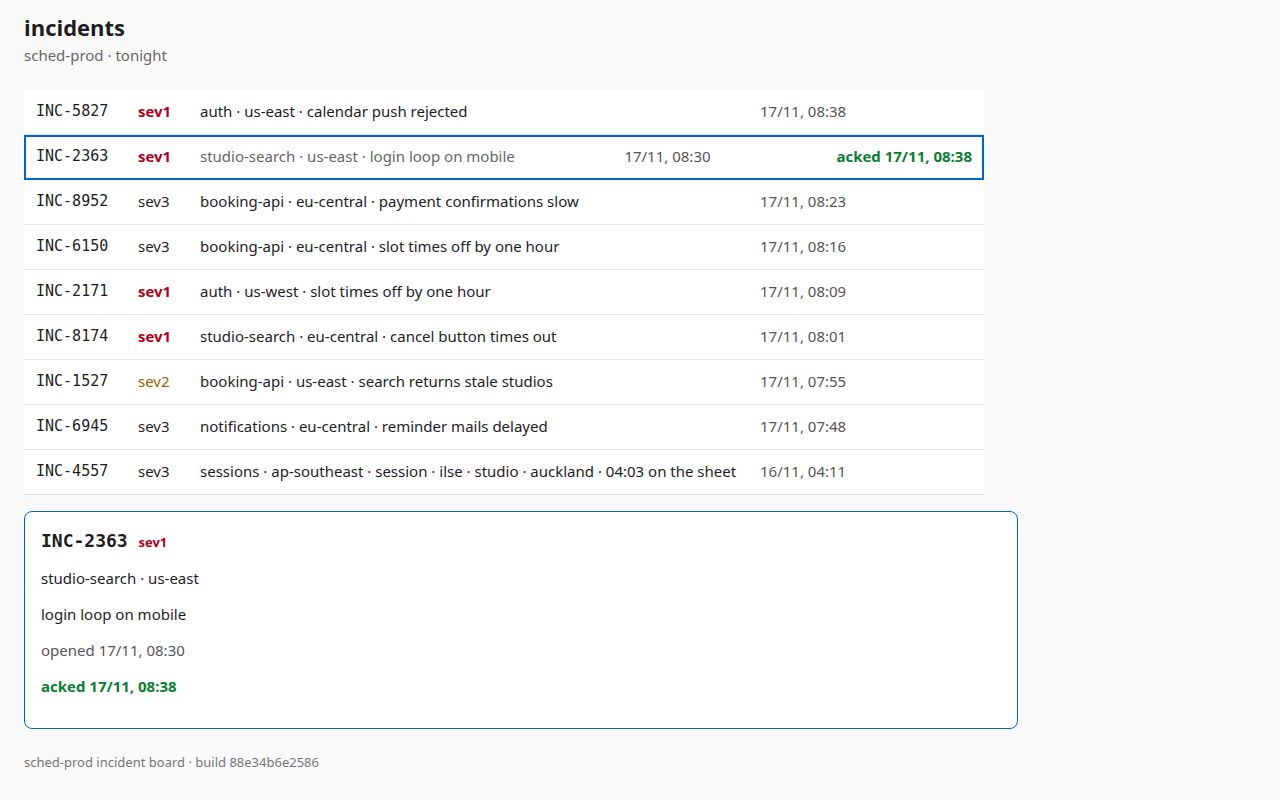 incidents
sched-prod · tonight
INC-5827 sev1 auth · us-east · calendar push rejected 17/11, 08:38
INC-2363 sev1 studio-search · us-east · login loop on mobile 17/11, 08:30 acked 17/11, 08:38
INC-8952 sev3 booking-api · eu-central · payment confirmations slow 17/11, 08:23
INC-6150 sev3 booking-api · eu-central · slot times off by one hour 17/11, 08:16
INC-2171 sev1 auth · us-west · slot times off by one hour 17/11, 08:09
INC-8174 sev1 studio-search · eu-central · cancel button times out 17/11, 08:01
INC-1527 sev2 booking-api · us-east · search returns stale studios 17/11, 07:55
INC-6945 sev3 notifications · eu-central · reminder mails delayed 17/11, 07:48
INC-4557 sev3 sessions · ap-southeast · session · ilse · studio · auckland · 04:03 on the sheet 16/11, 04:11
INC-2363 sev1
studio-search · us-east
login loop on mobile
opened 17/11, 08:30
acked 17/11, 08:38
sched-prod incident board · build 88e34b6e2586